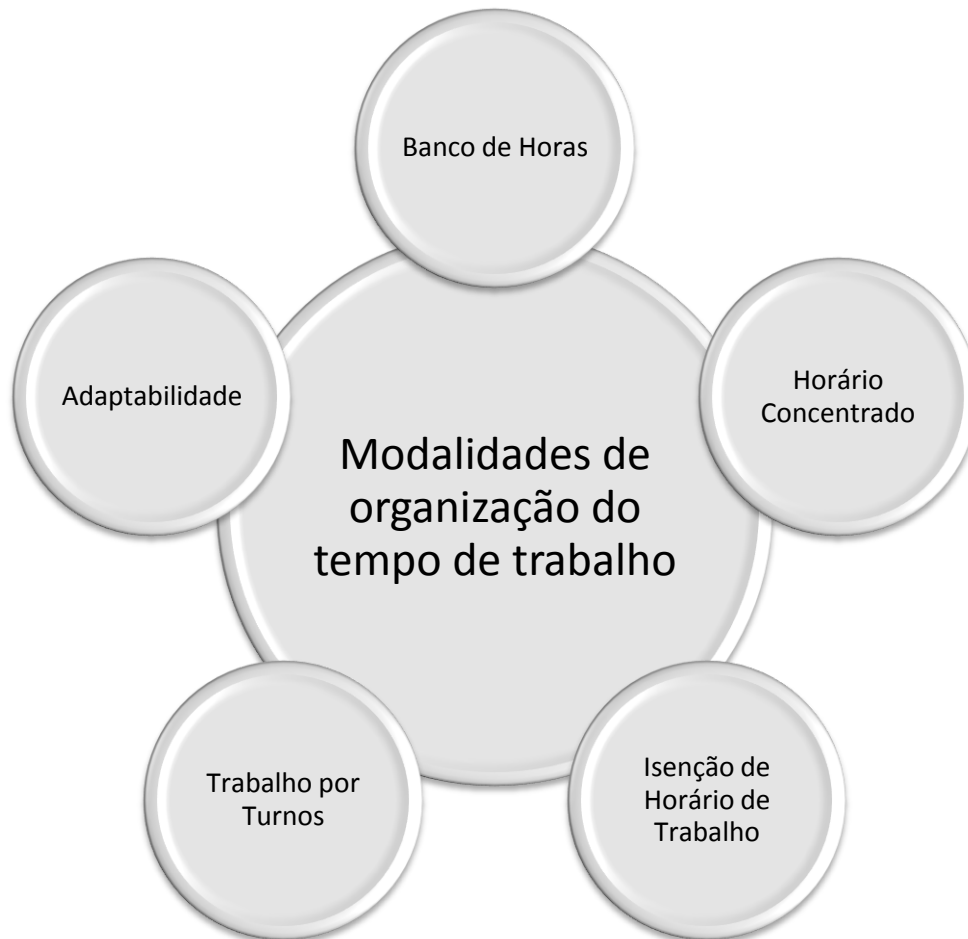 Banco de Horas
Adaptabilidade
Horário
Concentrado
Modalidades de
organização do
tempo de trabalho
Trabalho por
Turnos
Isenção de
Horário de
Trabalho